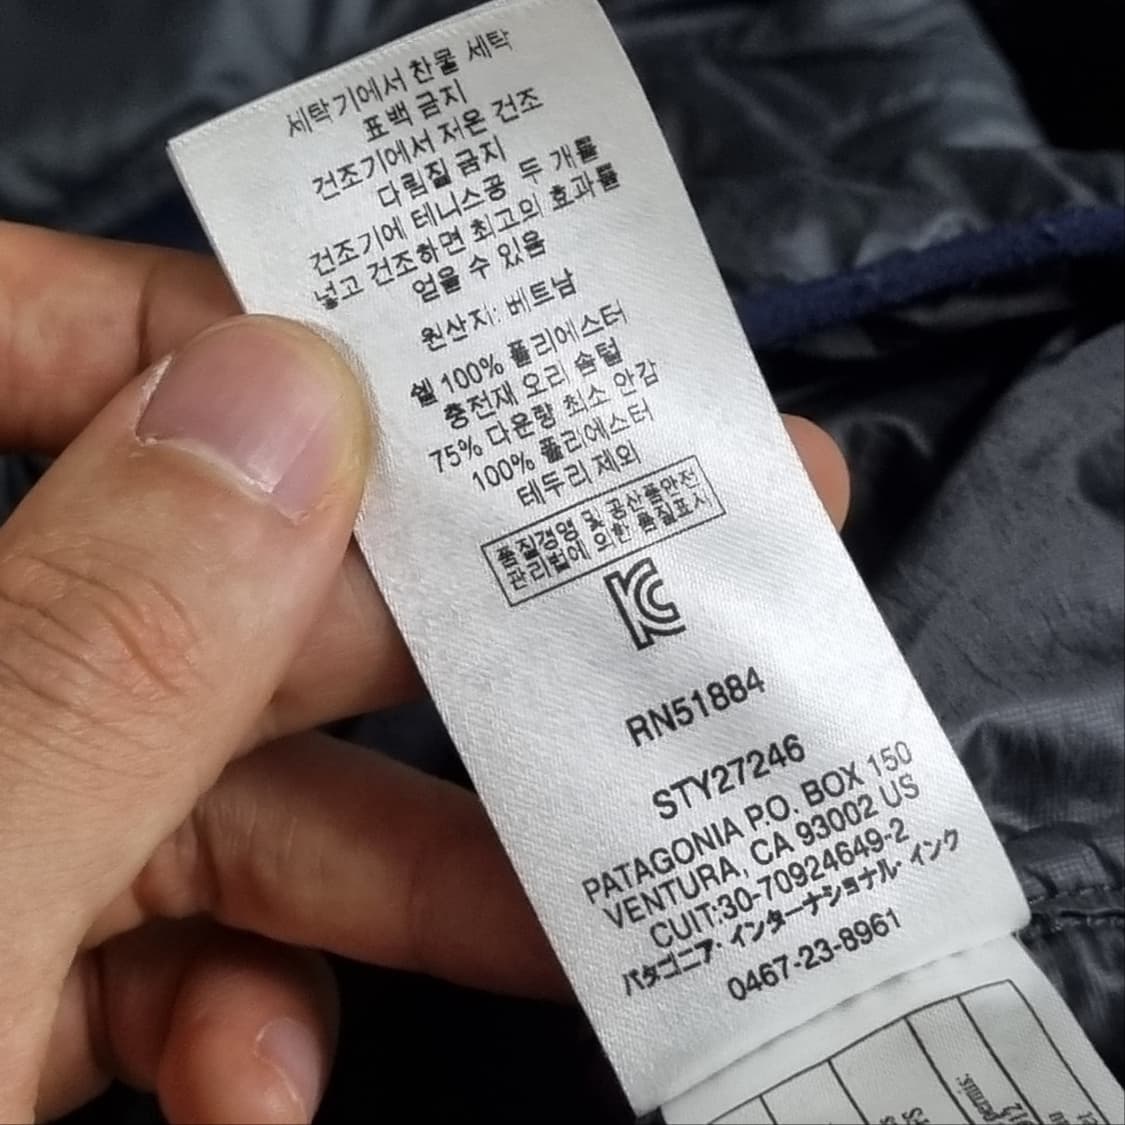 세탁기에서 찬물 세탁
표백 금지
건조기에서 저온 건조
다림질 금지
건조기에 테니스공 두 개를
넣고 건조하면 최고의 효과를
얻을 수 있음
원산지: 베트남
쉘 100% 폴리에스터
충전재 오리 솜털
75% 다운량 최소 안감
100% 폴리에스터
테두리 제외
품질경영 및 공산품안전
관리법에 의한 품질표시
KC
RN51884
STY27246
PATAGONIA P.O. BOX 150
VENTURA, CA 93002 US
CUIT:30-70924649-2
パタゴニア・インターナショナル・インク
0467-23-8961